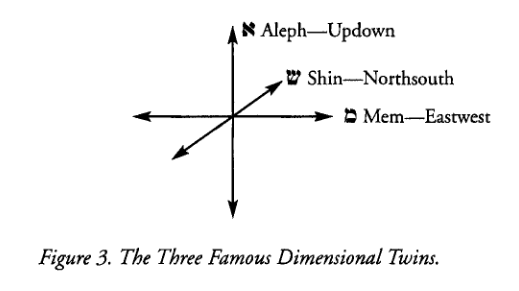 א Aleph—Updown
ש Shin—Northsouth
מ Mem—Eastwest
Figure 3. The Three Famous Dimensional Twins.